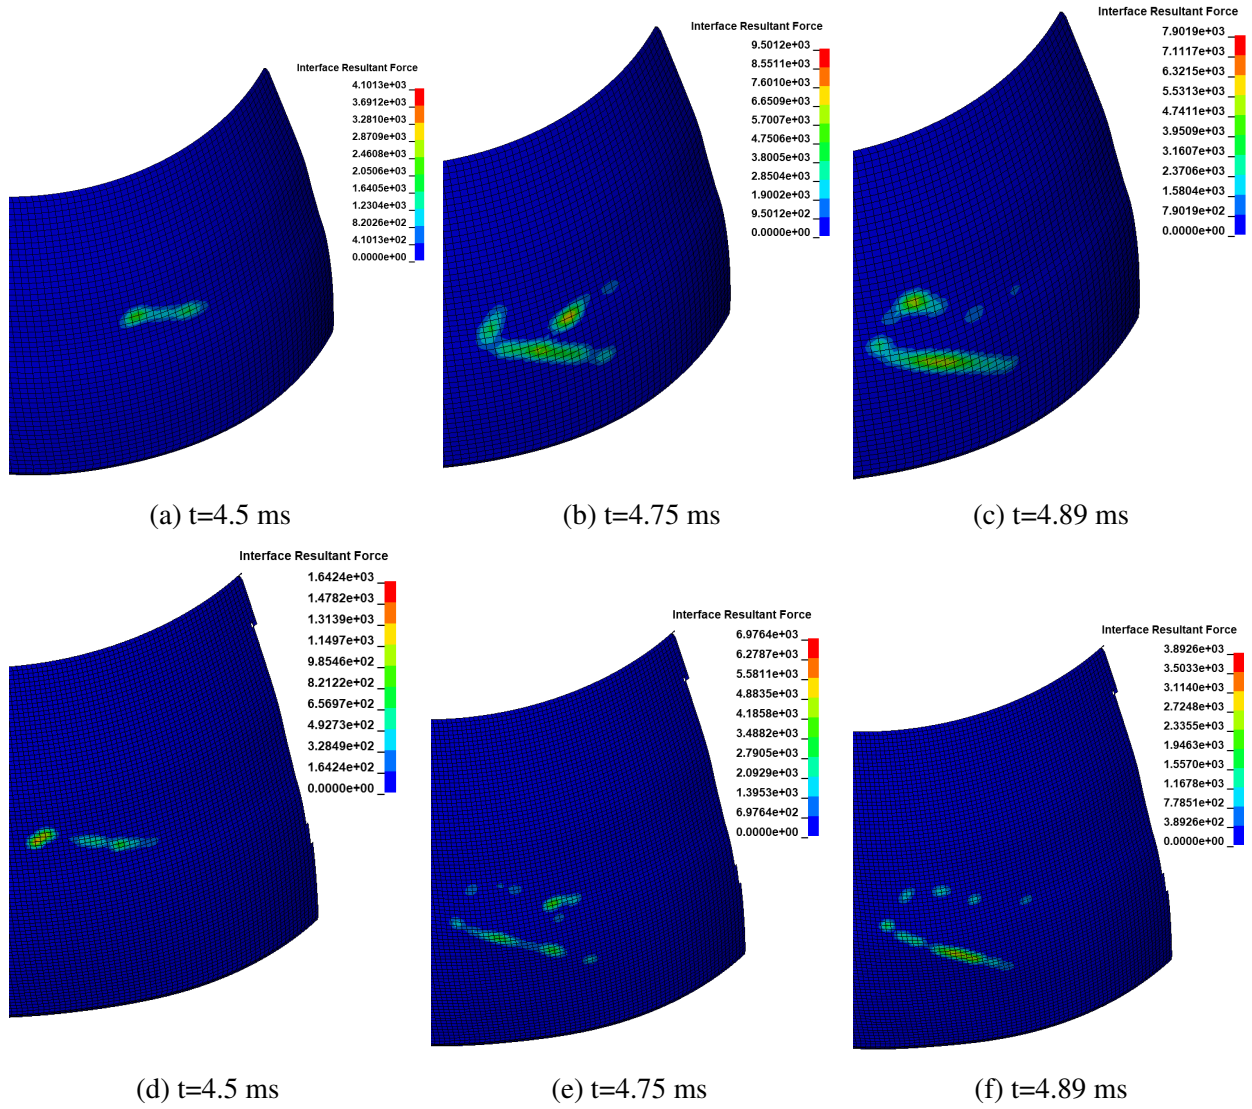 Interface Resultant Force
4.1013e+03
3.6912e+03
3.2810e+03
2.8709e+03
2.4608e+03
2.0506e+03
1.6405e+03
1.2304e+03
8.2026e+02
4.1013e+02
0.0000e+00
(a) t=4.5 ms
Interface Resultant Force
9.5012e+03
8.5511e+03
7.6010e+03
6.6509e+03
5.7007e+03
4.7506e+03
3.8005e+03
2.8504e+03
1.9002e+03
9.5012e+02
0.0000e+00
(b) t=4.75 ms
Interface Resultant Force
7.9019e+03
7.1117e+03
6.3215e+03
5.5313e+03
4.7411e+03
3.9509e+03
3.1607e+03
2.3706e+03
1.5804e+03
7.9019e+02
0.0000e+00
(c) t=4.89 ms
Interface Resultant Force
1.6424e+03
1.4782e+03
1.3139e+03
1.1497e+03
9.8546e+02
8.2122e+02
6.5697e+02
4.9273e+02
3.2849e+02
1.6424e+02
0.0000e+00
(d) t=4.5 ms
Interface Resultant Force
6.9764e+03
6.2787e+03
5.5811e+03
4.8835e+03
4.1858e+03
3.4882e+03
2.7905e+03
2.0929e+03
1.3953e+03
6.9764e+02
0.0000e+00
(e) t=4.75 ms
Interface Resultant Force
3.8926e+03
3.5033e+03
3.1140e+03
2.7248e+03
2.3355e+03
1.9463e+03
1.5570e+03
1.1678e+03
7.7851e+02
3.8926e+02
0.0000e+00
(f) t=4.89 ms